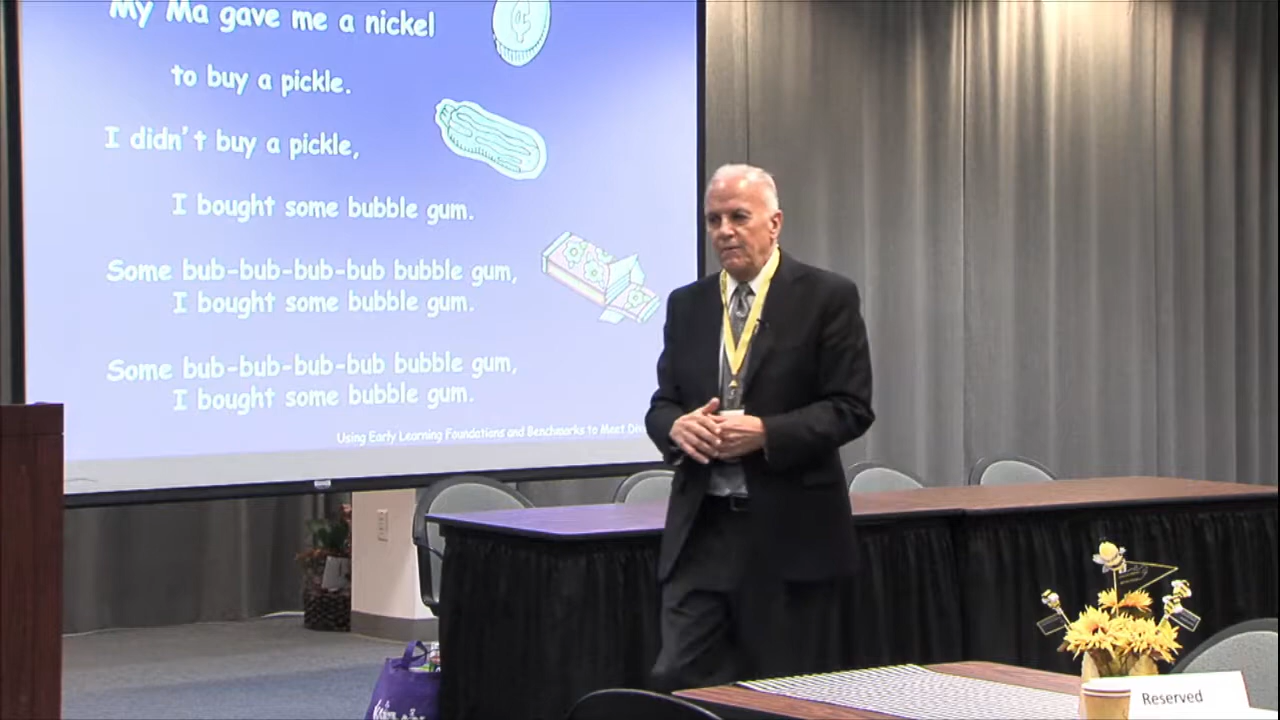 My Ma gave me a nickel
to buy a pickle.
I didn't buy a pickle,
I bought some bubble gum.
Some bub-bub-bub-bub bubble gum,
I bought some bubble gum.
Some bub-bub-bub-bub bubble gum,
I bought some bubble gum.
Using Early Learning Foundations and Benchmarks to Meet
Reserved